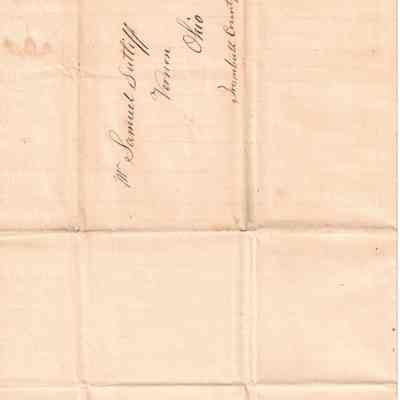 Mr Samuel Sutliff
Vernon
Ohio
Trumbull County